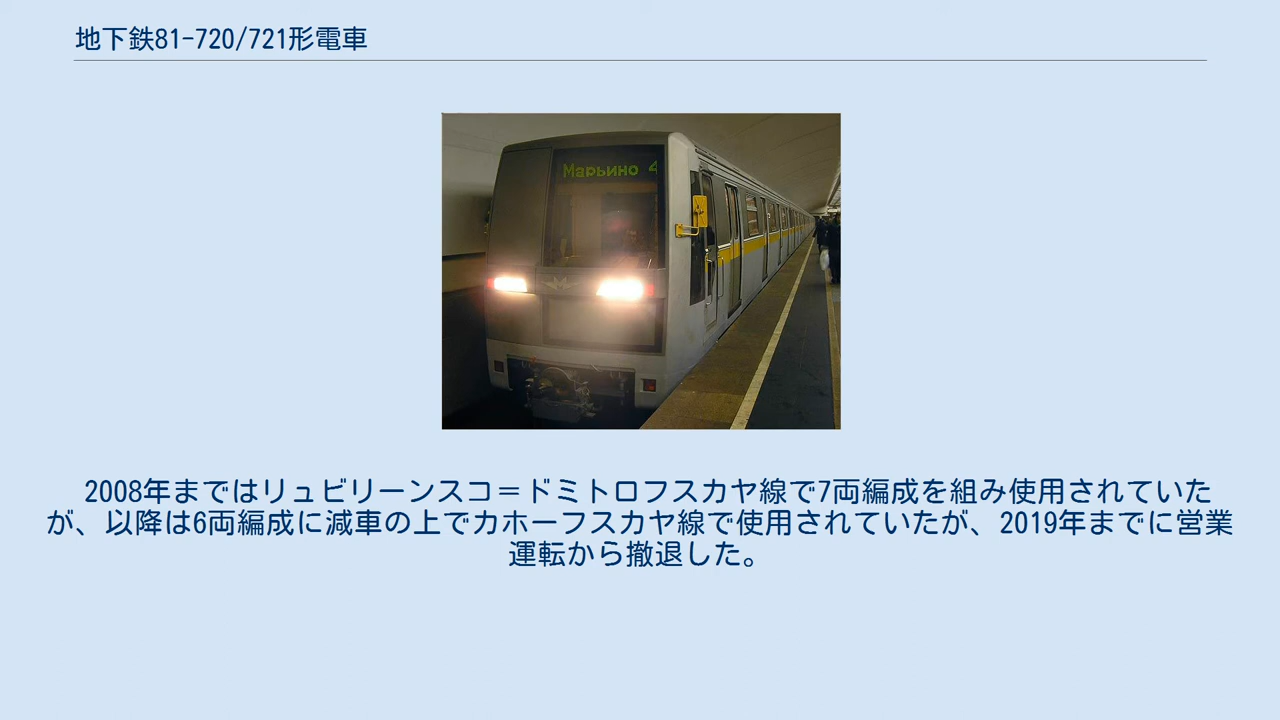 地下鉄81-720/721形電車
Марьино 4
2008年まではリュビリーンスコ＝ドミトロフスカヤ線で7両編成を組み使用されていた
が、以降は6両編成に減車の上でカホーフスカヤ線で使用されていたが、2019年までに営業
運転から撤退した。